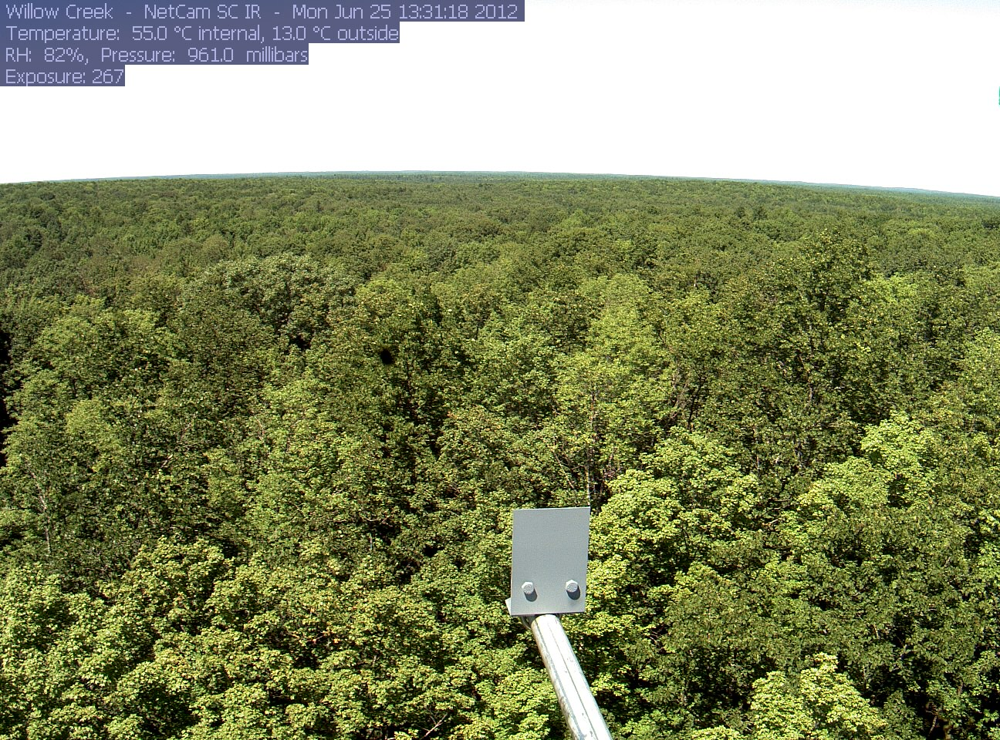 Willow Creek - NetCam SC IR - Mon Jun 25 13:31:18 2012
Temperature: 55.0 °C internal, 13.0 °C outside
RH: 82%, Pressure: 961.0 millibars
Exposure: 267